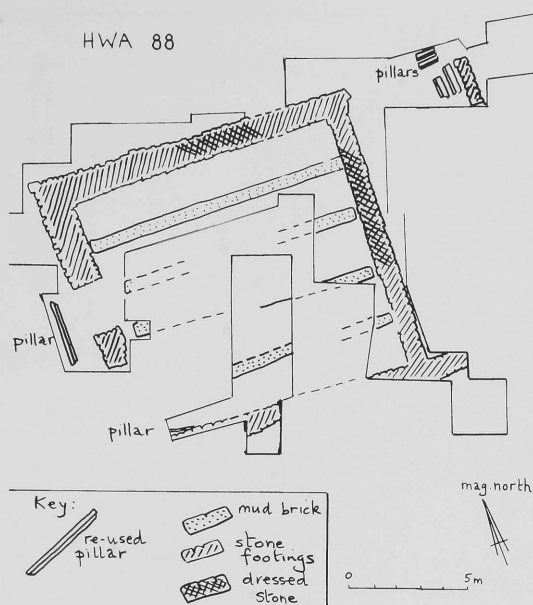 HWA 88
pillars
pillar
pillar
mag. north
Key:
re-used
pillar
mud brick
stone
footings
dressed
stone
0 5m